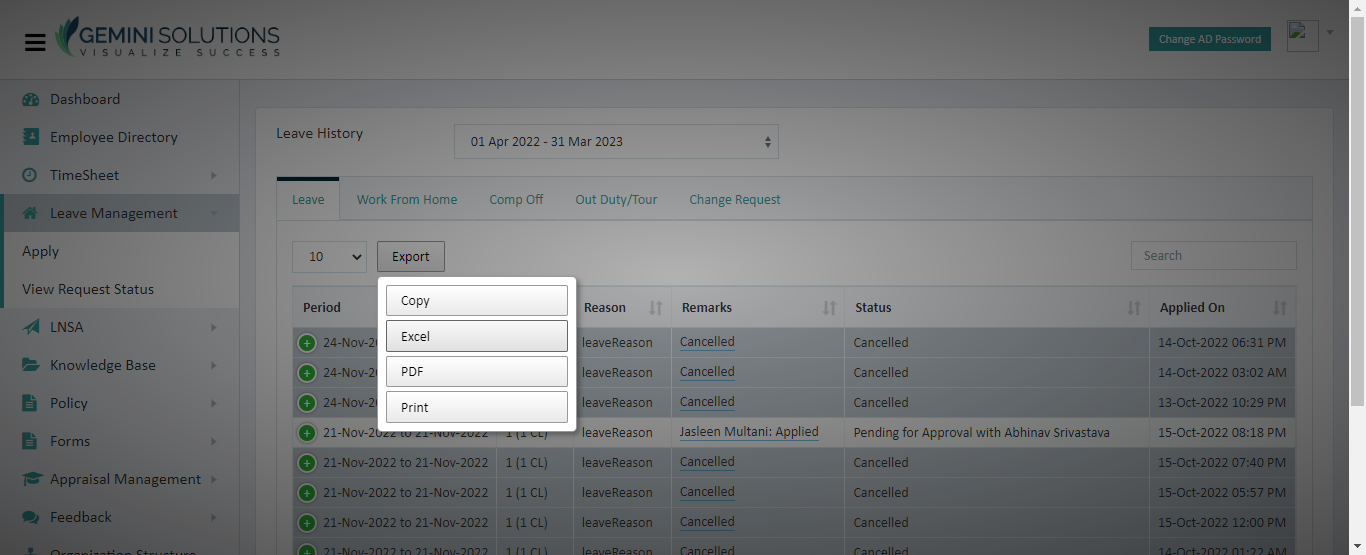 GEMINI SOLUTIONS
VISUALIZE SUCCESS
Change AD Password
Dashboard
Employee Directory
TimeSheet
Leave Management
Apply
View Request Status
LNSA
Knowledge Base
Policy
Forms
Appraisal Management
Feedback
Organization Structure
Leave History
01 Apr 2022 - 31 Mar 2023
Leave Work From Home Comp Off Out Duty/Tour Change Request
10 Export Search
Copy
Excel
PDF
Print
Period Reason Remarks Status Applied On
24-Nov-20 leaveReason Cancelled Cancelled 14-Oct-2022 06:31 PM
24-Nov-20 leaveReason Cancelled Cancelled 14-Oct-2022 03:02 AM
24-Nov-20 leaveReason Cancelled Cancelled 13-Oct-2022 10:29 PM
21-Nov-2022 to 21-Nov-2022 1 (1 CL) leaveReason Jasleen Multani: Applied Pending for Approval with Abhinav Srivastava 15-Oct-2022 08:18 PM
21-Nov-2022 to 21-Nov-2022 1 (1 CL) leaveReason Cancelled Cancelled 15-Oct-2022 07:40 PM
21-Nov-2022 to 21-Nov-2022 1 (1 CL) leaveReason Cancelled Cancelled 15-Oct-2022 05:57 PM
21-Nov-2022 to 21-Nov-2022 1 (1 CL) leaveReason Cancelled Cancelled 15-Oct-2022 12:00 PM
21-Nov-2022 to 21-Nov-2022 1 (1 CL) leaveReason Cancelled Cancelled 14-Oct-2022 01:22 AM